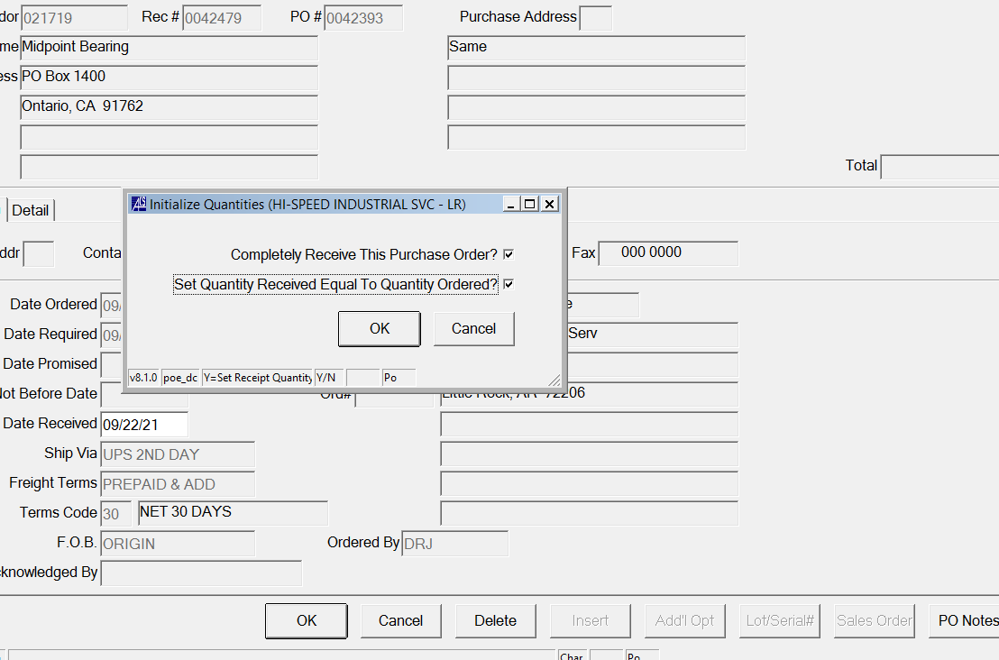 dor 021719 Rec # 0042479 PO # 0042393 Purchase Address
me Midpoint Bearing Same
ess PO Box 1400
Ontario, CA 91762
Total
Detail
ddr Conta Fax 000 0000
Initialize Quantities (HI-SPEED INDUSTRIAL SVC - LR)
Completely Receive This Purchase Order?
Set Quantity Received Equal To Quantity Ordered?
OK Cancel
v8.1.0 poe_dc Y=Set Receipt Quantity Y/N Po
Date Ordered 09/ e
Date Required 09/ Serv
Date Promised
Not Before Date Ord# Little Rock, AR 72206
Date Received 09/22/21
Ship Via UPS 2ND DAY
Freight Terms PREPAID & ADD
Terms Code 30 NET 30 DAYS
F.O.B. ORIGIN Ordered By DRJ
cknowledged By
OK Cancel Delete Insert Add'l Opt Lot/Serial# Sales Order PO Notes
Char Po